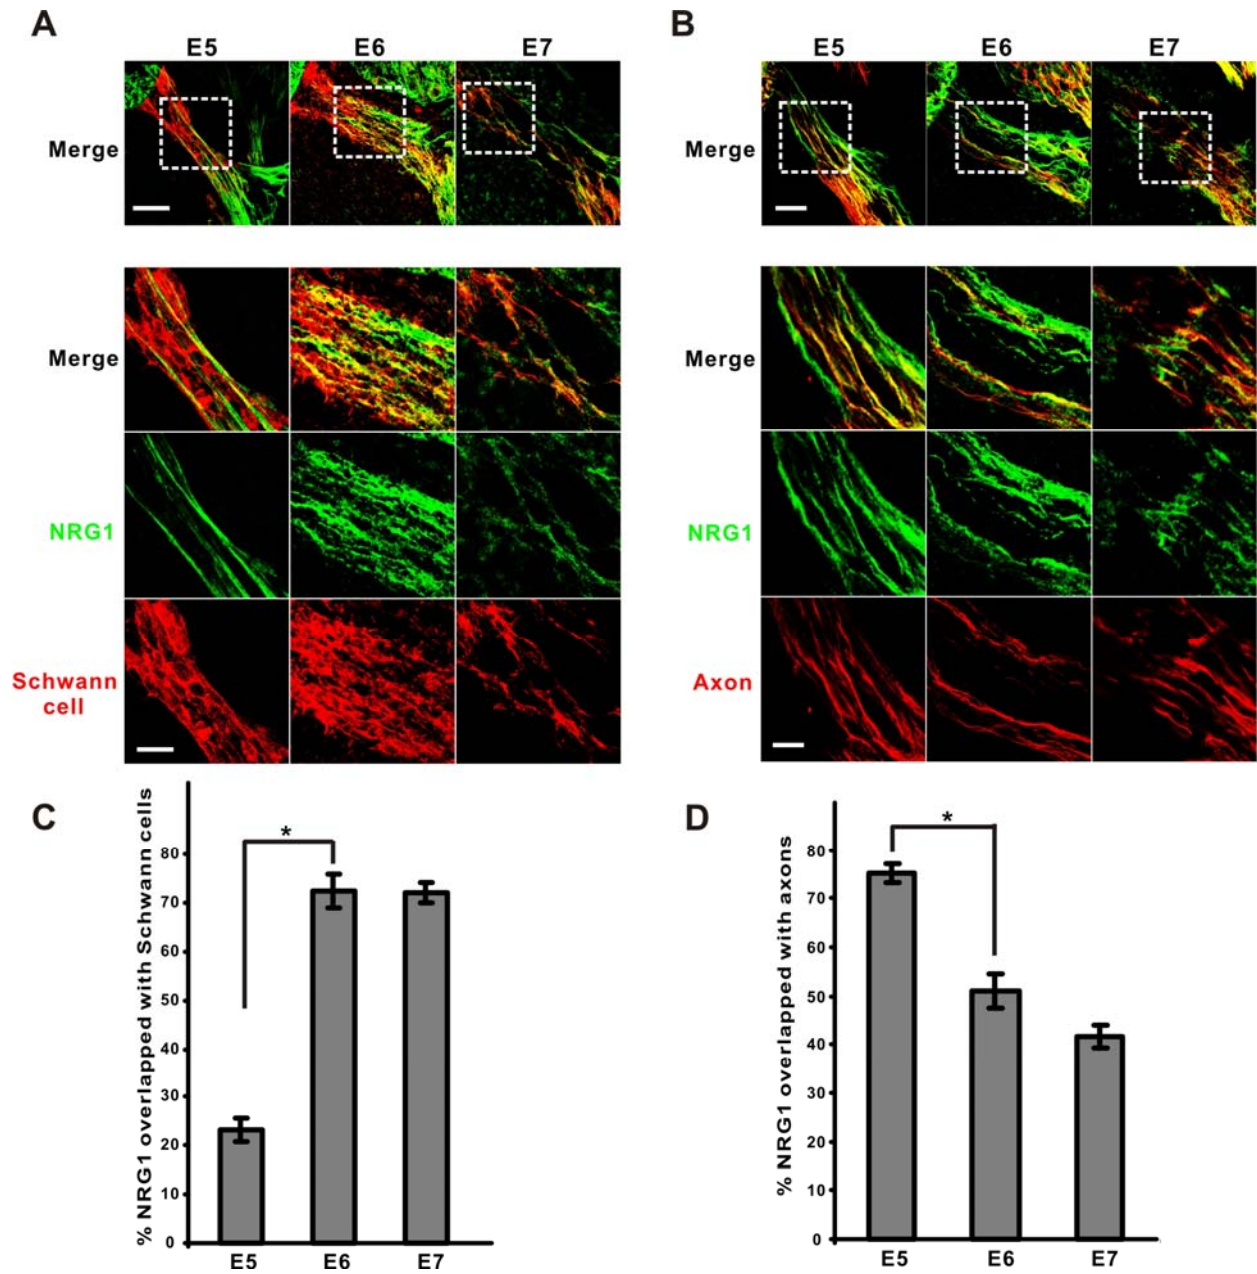 A
B
E5 E6 E7
E5 E6 E7
Merge
Merge
Merge
Merge
NRG1
NRG1
Schwann
cell
Axon
C
D
% NRG1 overlapped with Schwann cells
80
70
60
50
40
30
20
10
0
*
E5 E6 E7
% NRG1 overlapped with axons
80
70
60
50
40
30
20
10
0
*
E5 E6 E7